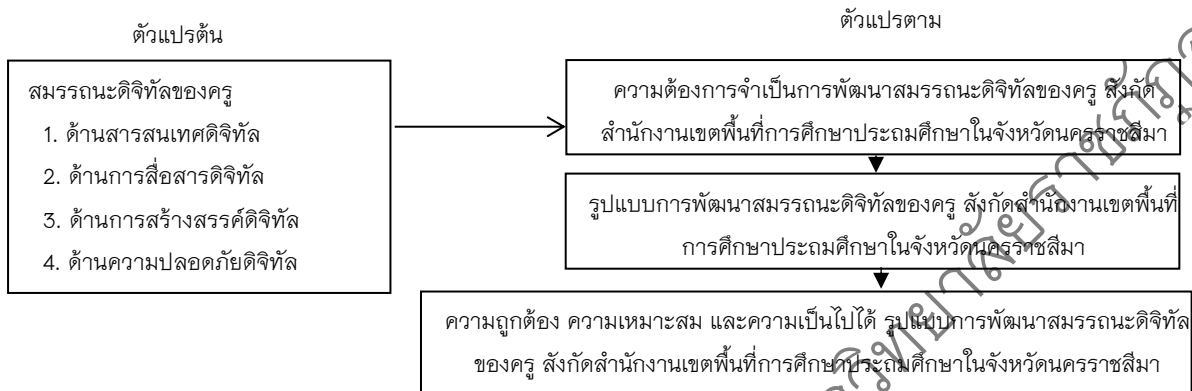 ตัวแปรต้น
สมรรถนะดิจิทัลของครู
1. ด้านสารสนเทศดิจิทัล
2. ด้านการสื่อสารดิจิทัล
3. ด้านการสร้างสรรค์ดิจิทัล
4. ด้านความปลอดภัยดิจิทัล
ตัวแปรตาม
ความต้องการจำเป็นการพัฒนาสมรรถนะดิจิทัลของครู สังกัด
สำนักงานเขตพื้นที่การศึกษาประถมศึกษาในจังหวัดนครราชสีมา
รูปแบบการพัฒนาสมรรถนะดิจิทัลของครู สังกัดสำนักงานเขตพื้นที่
การศึกษาประถมศึกษาในจังหวัดนครราชสีมา
ความถูกต้อง ความเหมาะสม และความเป็นไปได้ รูปแบบการพัฒนาสมรรถนะดิจิทัล
ของครู สังกัดสำนักงานเขตพื้นที่การศึกษาประถมศึกษาในจังหวัดนครราชสีมา